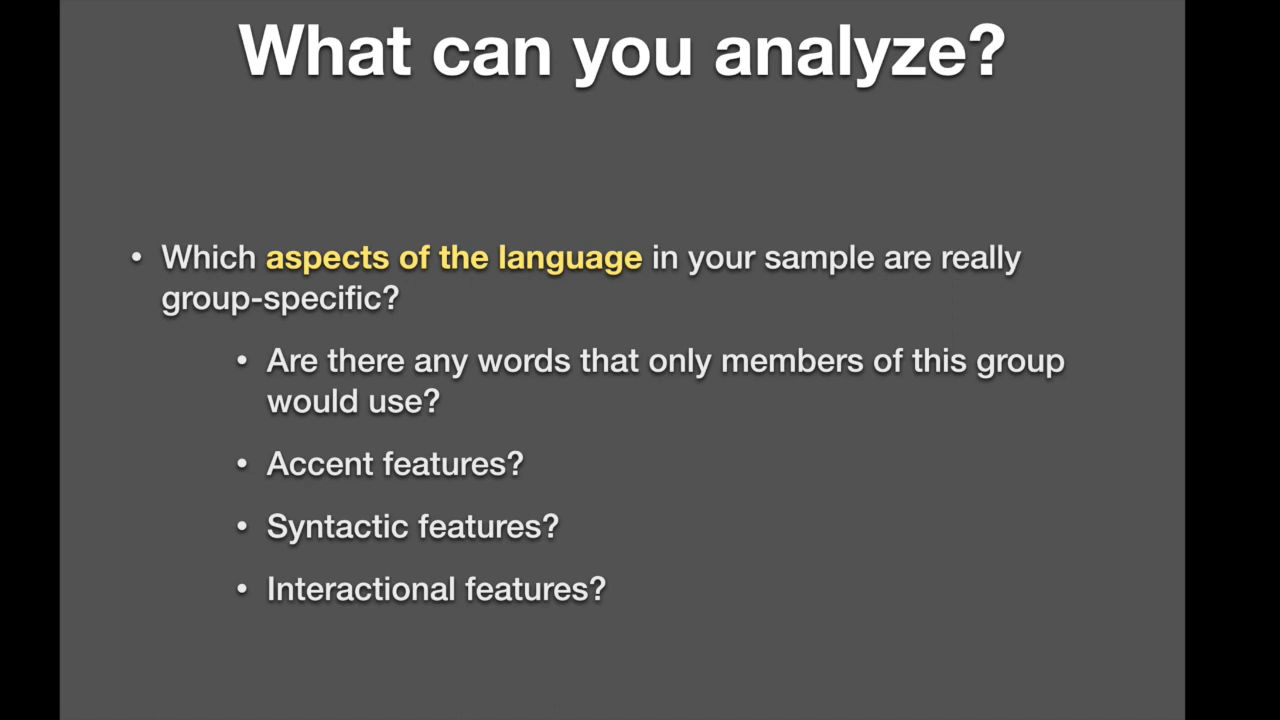 What can you analyze?
• Which aspects of the language in your sample are really
group-specific?
• Are there any words that only members of this group
would use?
• Accent features?
• Syntactic features?
• Interactional features?